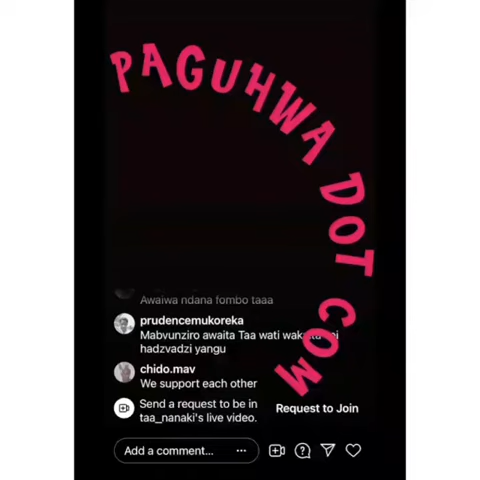 PAGUHWA DOT COM
Awaiwa ndana fombo taaa
prudencemukoreka
Mabvunziro awaita Taa wati
hadzvadzi yangu
chido.mav
We support each other
Send a request to be in
taa_nanaki's live video.
Request to Join
Add a comment...